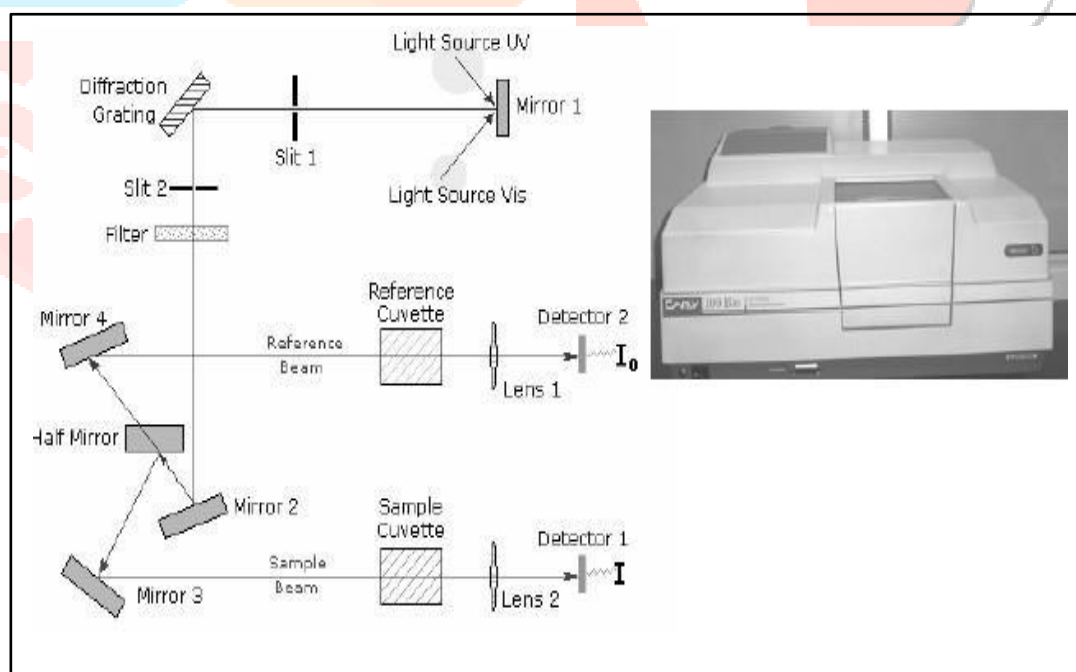 Light Source UV
Diffraction
Grating
Mirror 1
Slit 1
Slit 2
Light Source Vis
Filter
Reference
Cuvette
Mirror 4
Detector 2
Reference
Beam
I₀
Lens 1
Half Mirror
Mirror 2
Sample
Cuvette
Detector 1
Sample
Beam
I
Mirror 3
Lens 2
100 Bio